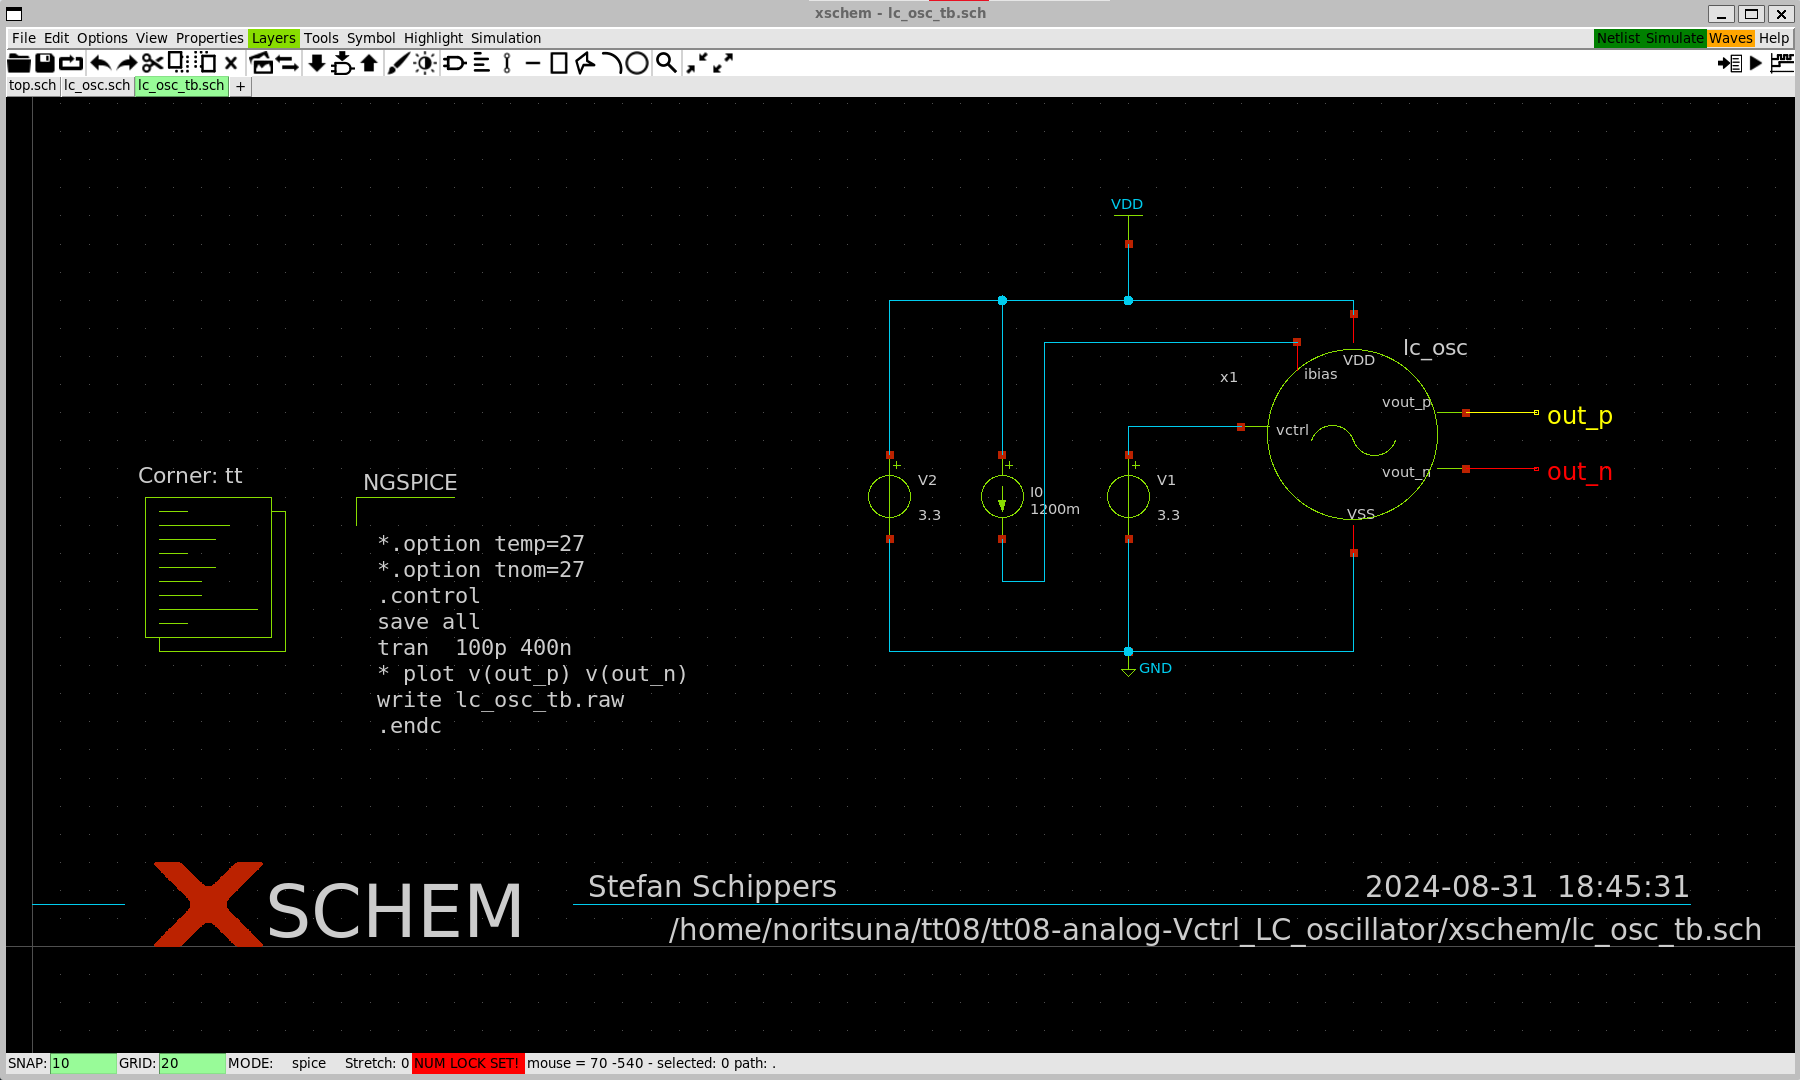 xschem - lc_osc_tb.sch
File Edit Options View Properties Layers Tools Symbol Highlight Simulation Netlist Simulate Waves Help
top.sch lc_osc.sch lc_osc_tb.sch +
VDD
lc_osc
VDD
x1
ibias
vout_p
out_p
vctrl
Corner: tt
NGSPICE
+ + +
V2
I0
V1
vout_n
out_n
3.3
1200m
3.3
VSS
*.option temp=27
*.option tnom=27
.control
save all
tran  100p 400n
* plot v(out_p) v(out_n)
write lc_osc_tb.raw
.endc
GND
XSCHEM
Stefan Schippers
2024-08-31  18:45:31
/home/noritsuna/tt08/tt08-analog-Vctrl_LC_oscillator/xschem/lc_osc_tb.sch
SNAP: 10 GRID: 20 MODE: spice Stretch: 0 NUM LOCK SET! mouse = 70 -540 - selected: 0 path: .